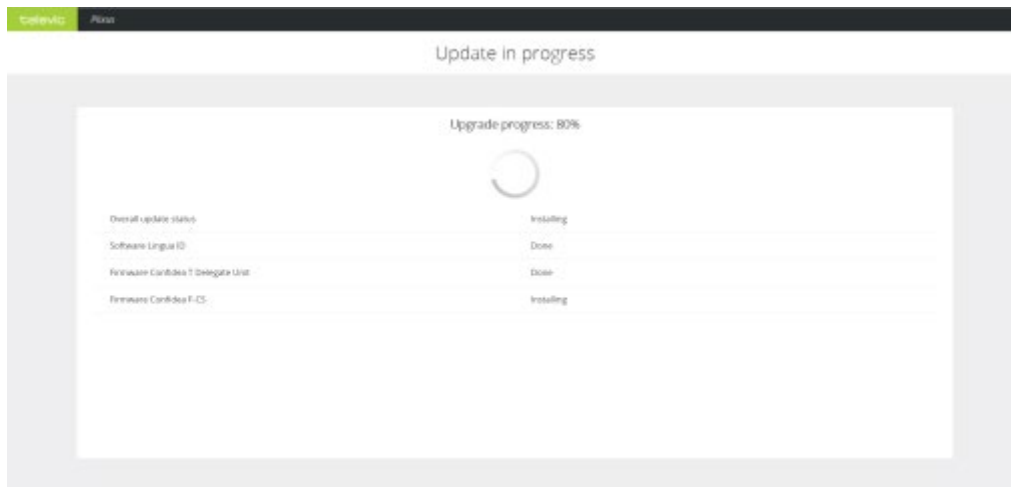 televic Plixus
Update in progress
Upgrade progress: 80%
Overall update status Installing
Software Lingua ID Done
Firmware Confidea T Delegate Unit Done
Firmware Confidea F-CS Installing